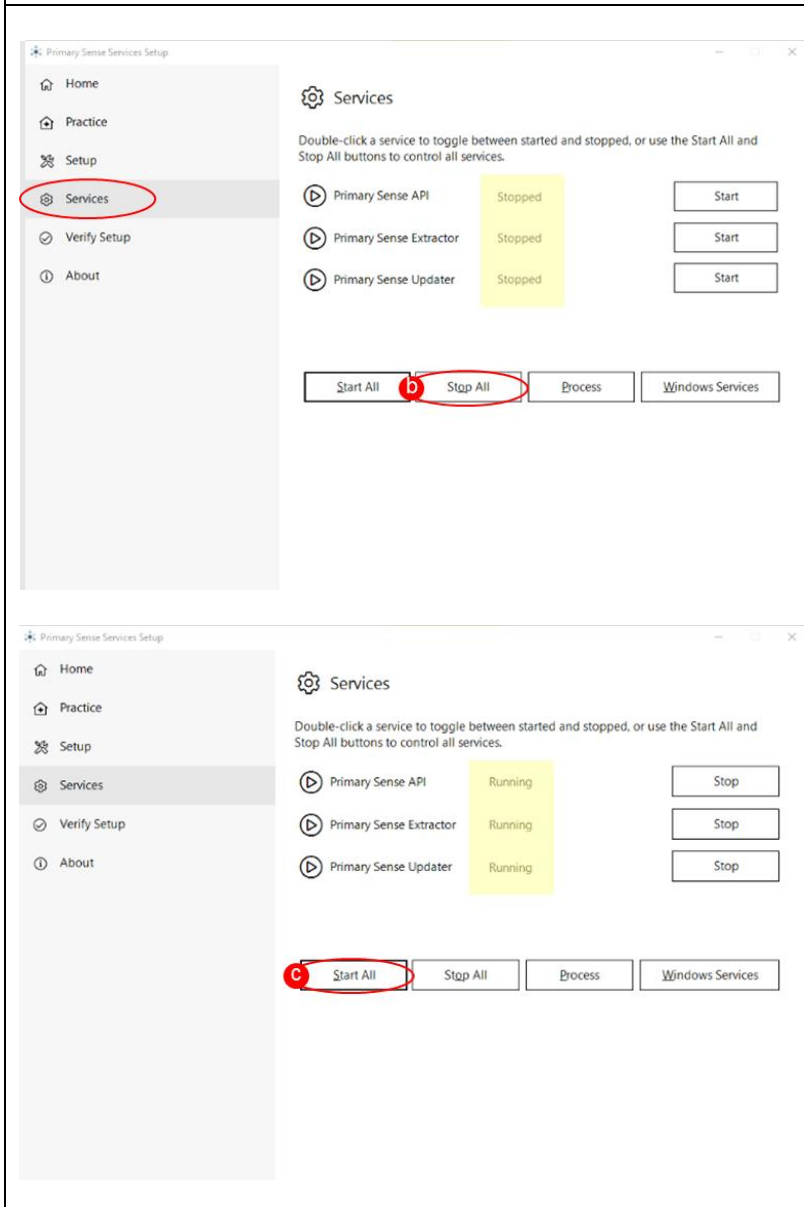 Primary Sense Services Setup
Home
Practice
Setup
Services
Verify Setup
About
Services
Double-click a service to toggle between started and stopped, or use the Start All and
Stop All buttons to control all services.
Primary Sense API Stopped Start
Primary Sense Extractor Stopped Start
Primary Sense Updater Stopped Start
Start All b Stop All Process Windows Services
Primary Sense Services Setup
Home
Practice
Setup
Services
Verify Setup
About
Services
Double-click a service to toggle between started and stopped, or use the Start All and
Stop All buttons to control all services.
Primary Sense API Running Stop
Primary Sense Extractor Running Stop
Primary Sense Updater Running Stop
c Start All Stop All Process Windows Services